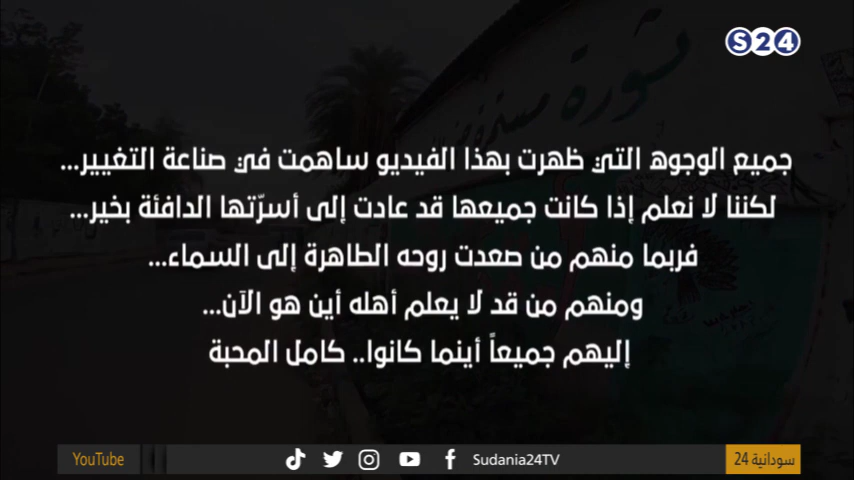 S24
ثورة
جميع الوجوه التي ظهرت بهذا الفيديو ساهمت في صناعة التغيير...
لكننا لا نعلم إذا كانت جميعها قد عادت إلى أسرّتها الدافئة بخير...
فربما منهم من صعدت روحه الطاهرة إلى السماء...
ومنهم من قد لا يعلم أهله أين هو الآن...
إليهم جميعاً أينما كانوا.. كامل المحبة
YouTube
Sudania24TV
سودانية 24